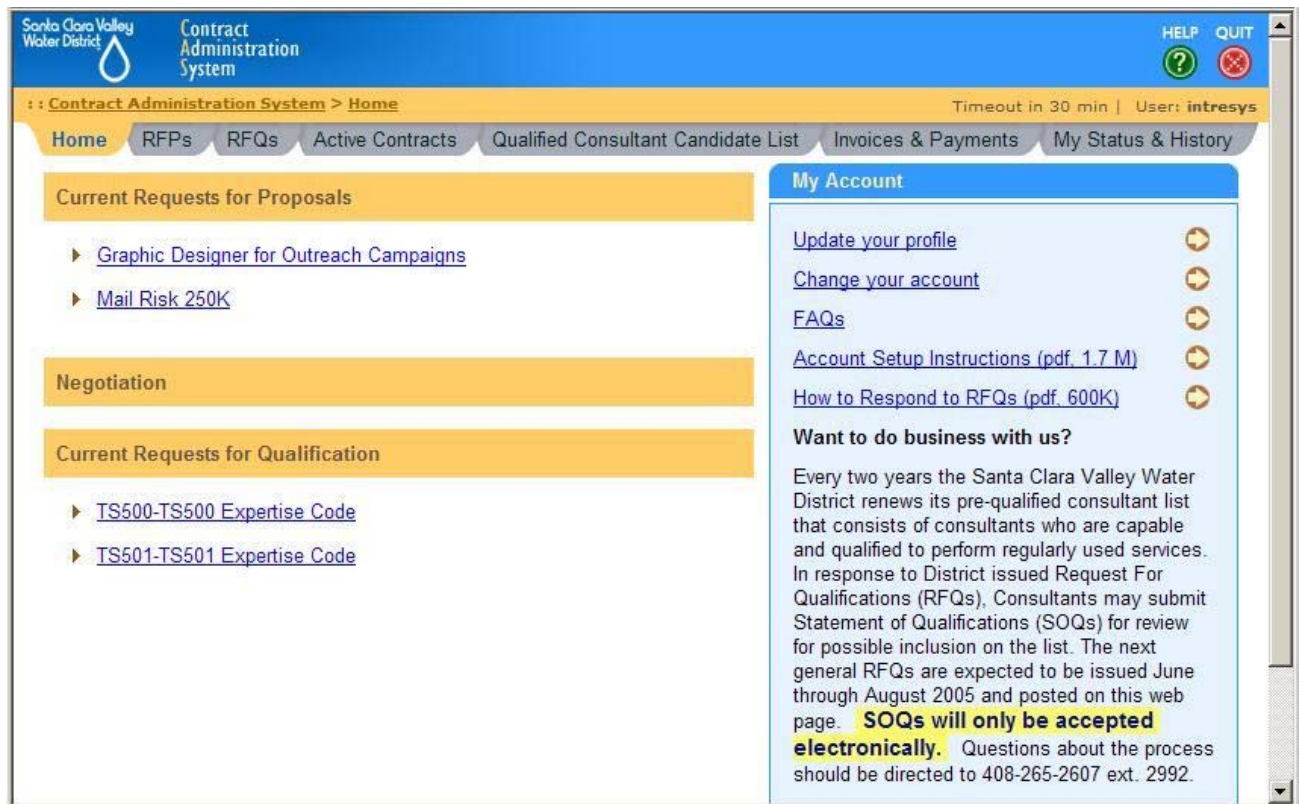 Santa Clara Valley
Water District
Contract
Administration
System
HELP QUIT
: : Contract Administration System > Home
Timeout in 30 min | User: intresys
Home RFPs RFQs Active Contracts Qualified Consultant Candidate List Invoices & Payments My Status & History
Current Requests for Proposals
Graphic Designer for Outreach Campaigns
Mail Risk 250K
Negotiation
Current Requests for Qualification
TS500-TS500 Expertise Code
TS501-TS501 Expertise Code
My Account
Update your profile
Change your account
FAQs
Account Setup Instructions (pdf, 1.7 M)
How to Respond to RFQs (pdf, 600K)
Want to do business with us?
Every two years the Santa Clara Valley Water
District renews its pre-qualified consultant list
that consists of consultants who are capable
and qualified to perform regularly used services.
In response to District issued Request For
Qualifications (RFQs), Consultants may submit
Statement of Qualifications (SOQs) for review
for possible inclusion on the list. The next
general RFQs are expected to be issued June
through August 2005 and posted on this web
page. SOQs will only be accepted
electronically. Questions about the process
should be directed to 408-265-2607 ext. 2992.